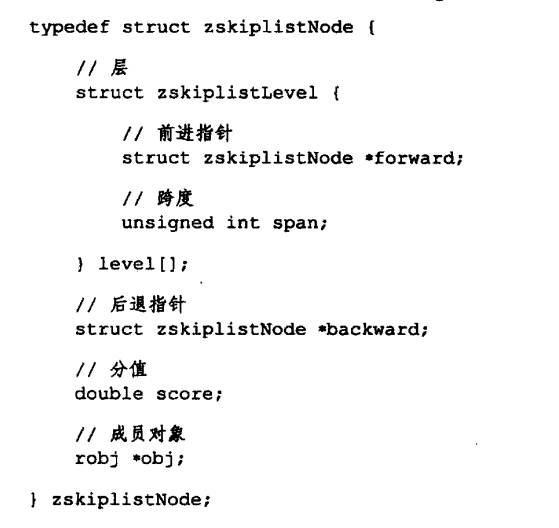 typedef struct zskiplistNode {
// 层
struct zskiplistLevel {
// 前进指针
struct zskiplistNode *forward;
// 跨度
unsigned int span;
} level[];
// 后退指针
struct zskiplistNode *backward;
// 分值
double score;
// 成员对象
robj *obj;
} zskiplistNode;